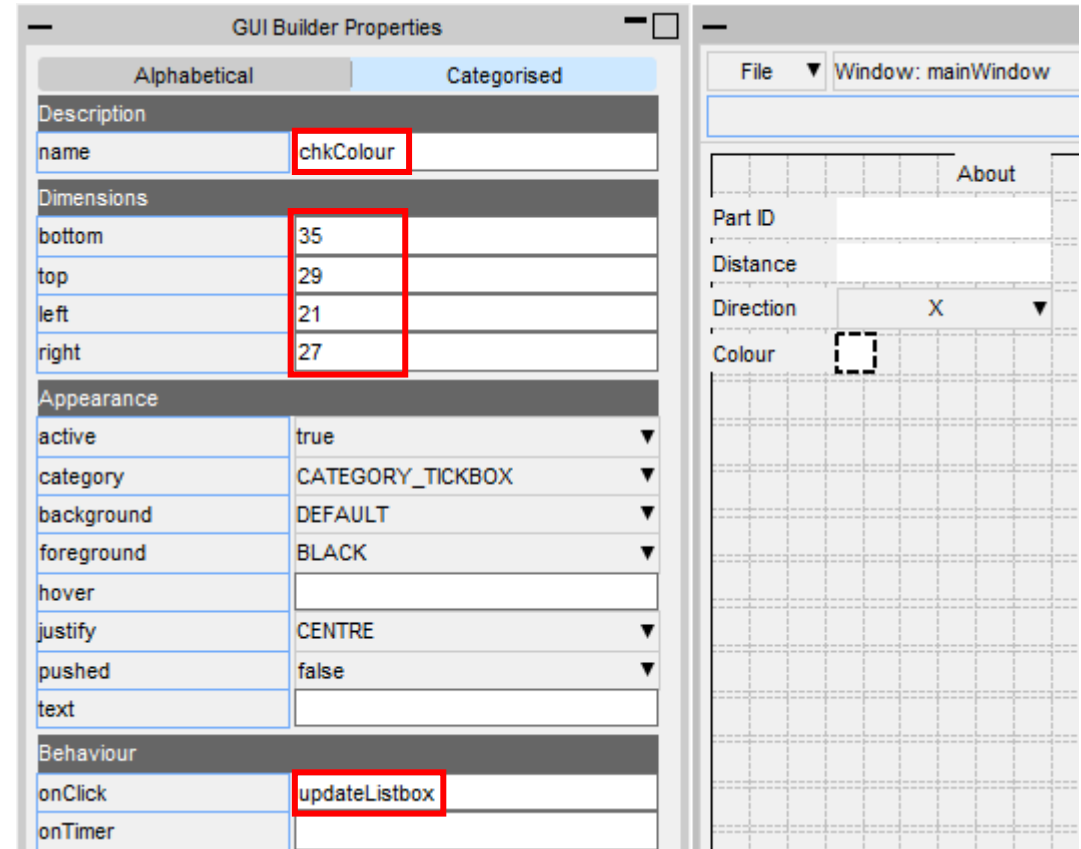 GUI Builder Properties
Alphabetical Categorised
Description
name chkColour
Dimensions
bottom 35
top 29
left 21
right 27
Appearance
active true
category CATEGORY_TICKBOX
background DEFAULT
foreground BLACK
hover
justify CENTRE
pushed false
text
Behaviour
onClick updateListbox
onTimer
File Window: mainWindow
About
Part ID
Distance
Direction X
Colour